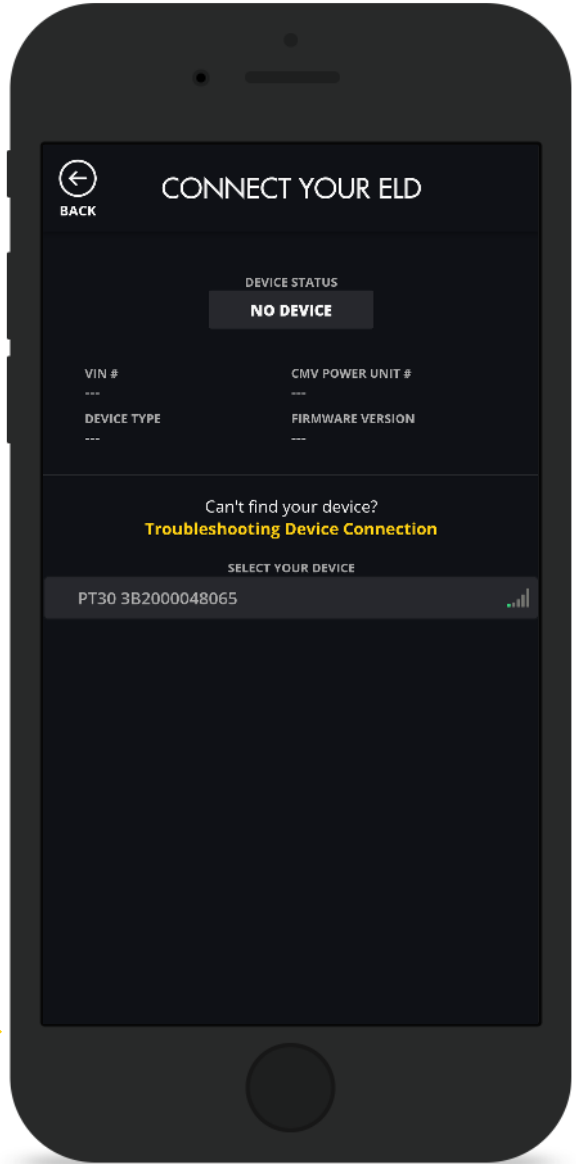 CONNECT YOUR ELD
BACK
DEVICE STATUS
NO DEVICE
VIN #
---
CMV POWER UNIT #
---
DEVICE TYPE
---
FIRMWARE VERSION
---
Can't find your device?
Troubleshooting Device Connection
SELECT YOUR DEVICE
PT30 3B2000048065